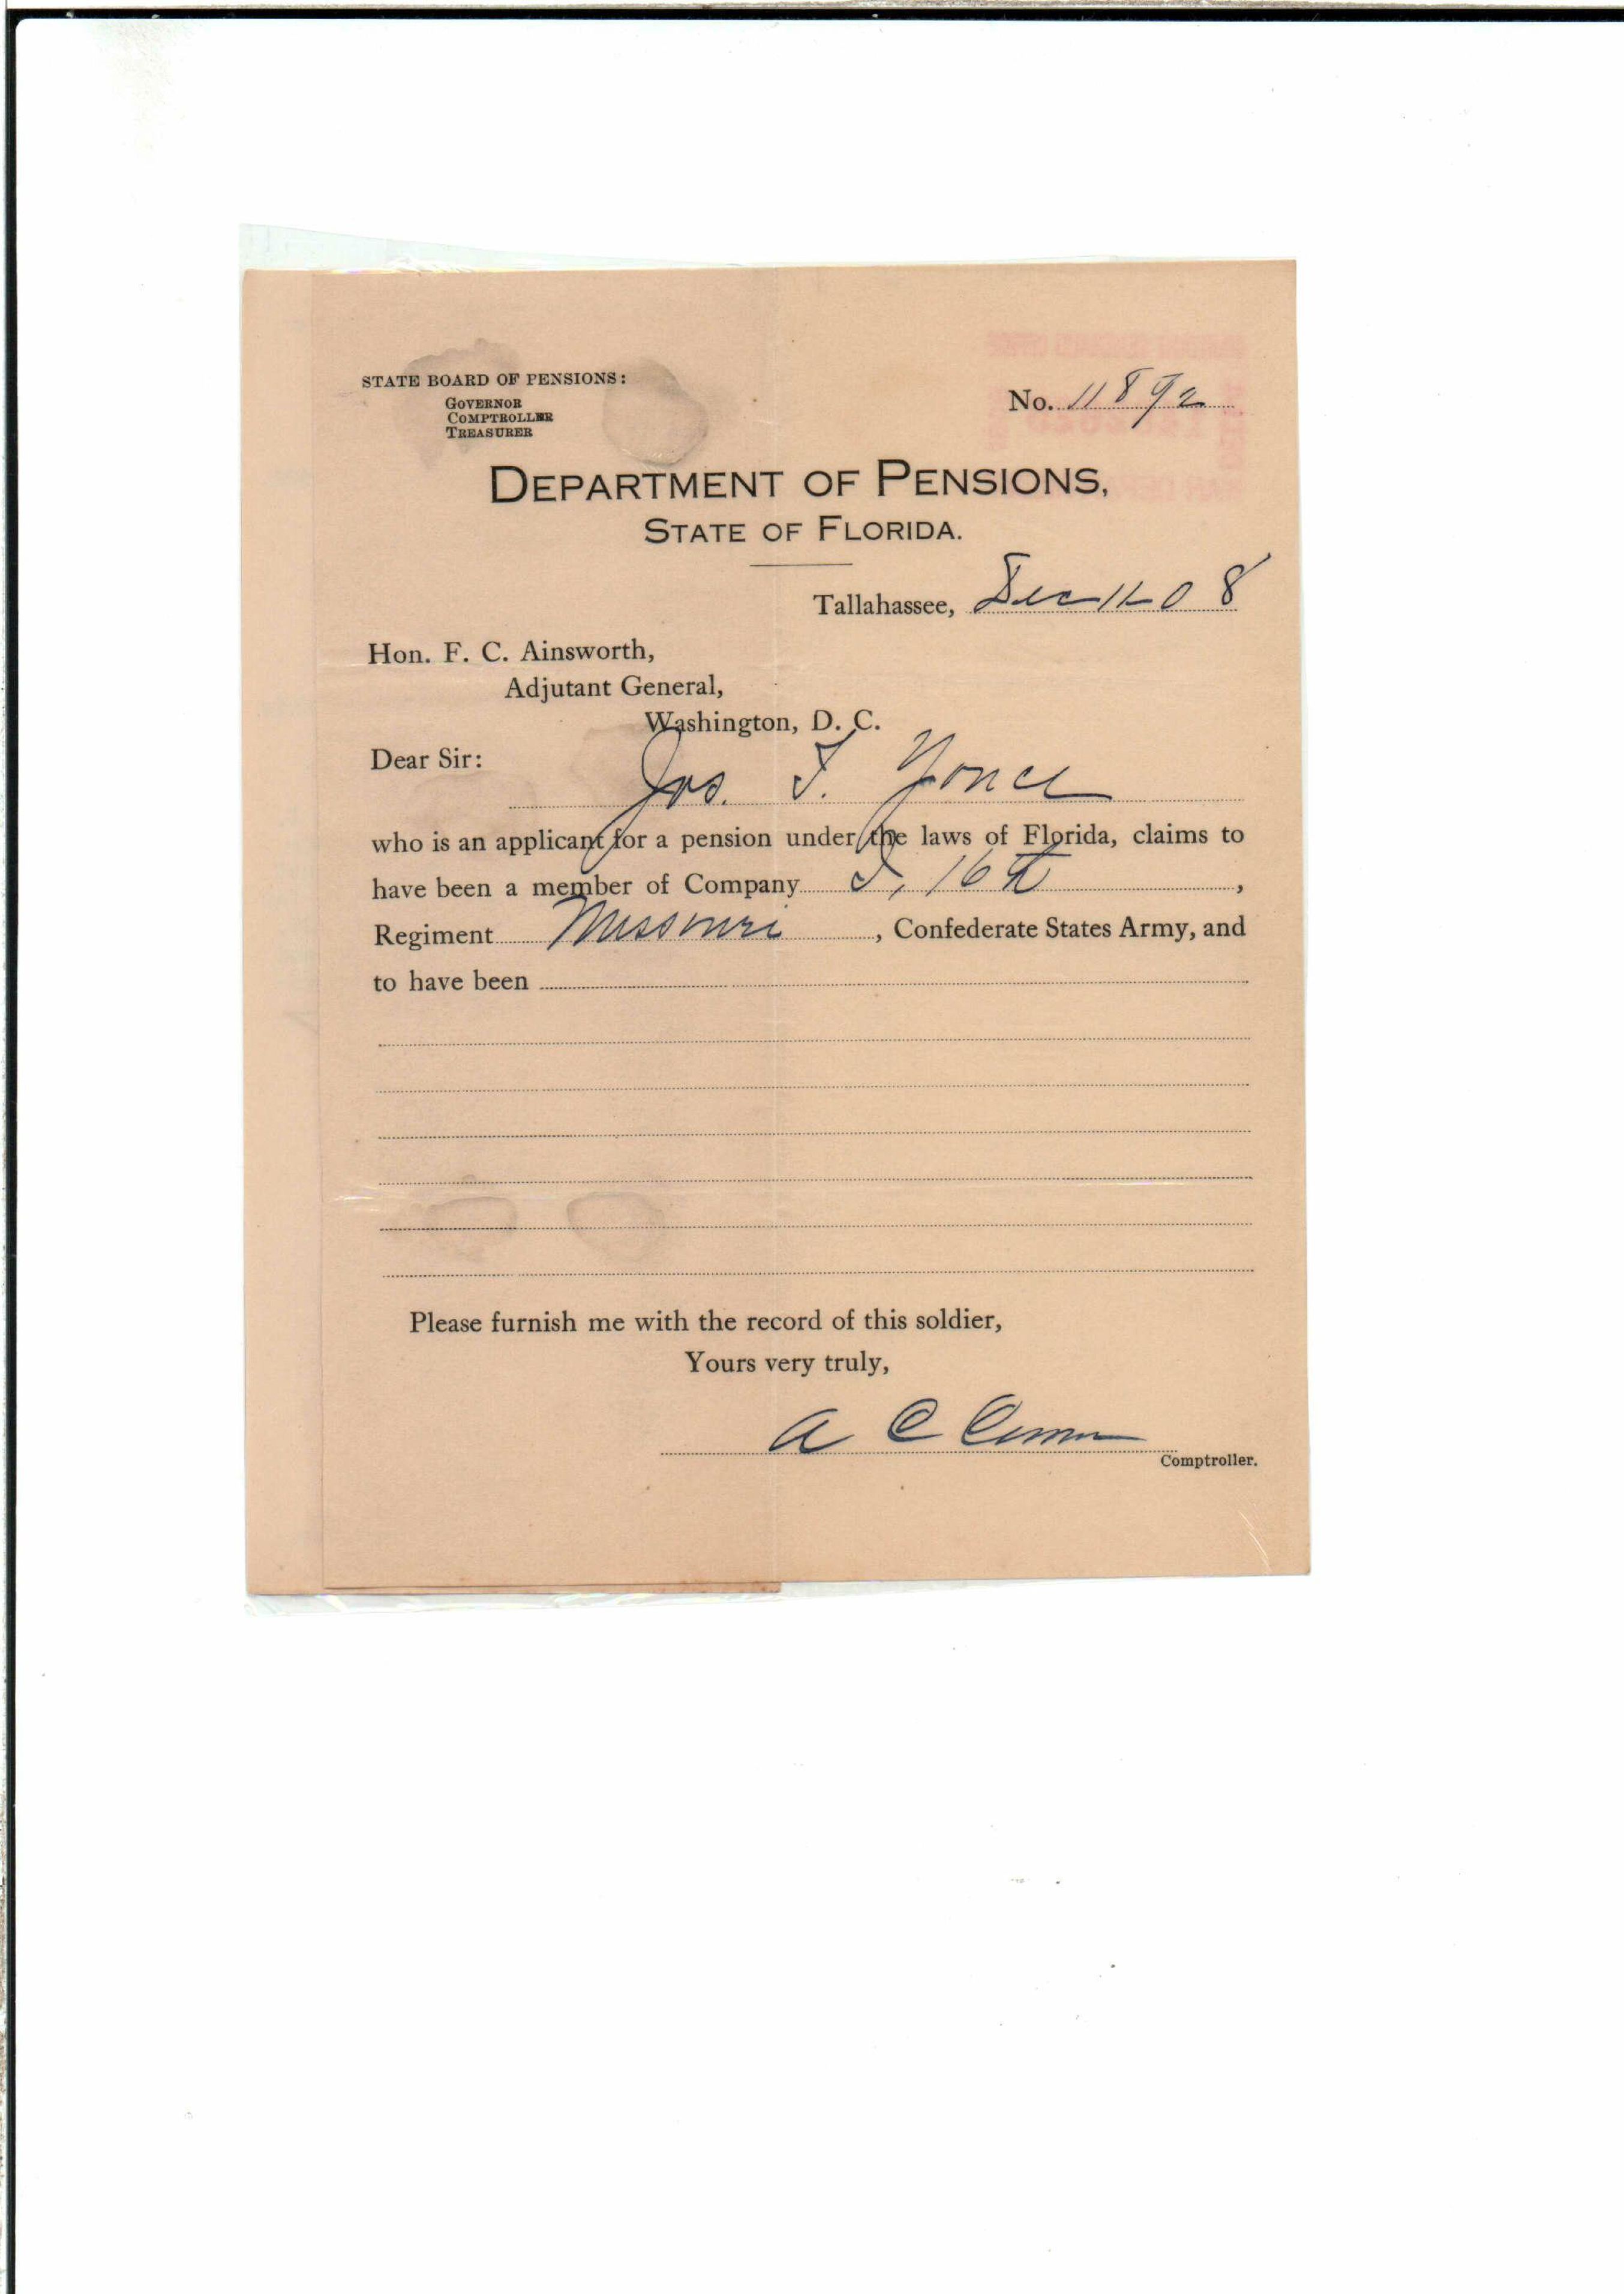 STATE BOARD OF PENSIONS:
GOVERNOR
COMPTROLLER
TREASURER
No. 11892
DEPARTMENT OF PENSIONS,
STATE OF FLORIDA.
Tallahassee, Dec 11-08
Hon. F. C. Ainsworth,
Adjutant General,
Washington, D. C.
Dear Sir:
Jos. T. Yonce
who is an applicant for a pension under the laws of Florida, claims to
have been a member of Company 16th,
Regiment Missouri, Confederate States Army, and
to have been
Please furnish me with the record of this soldier,
Yours very truly,
A C
Comptroller.